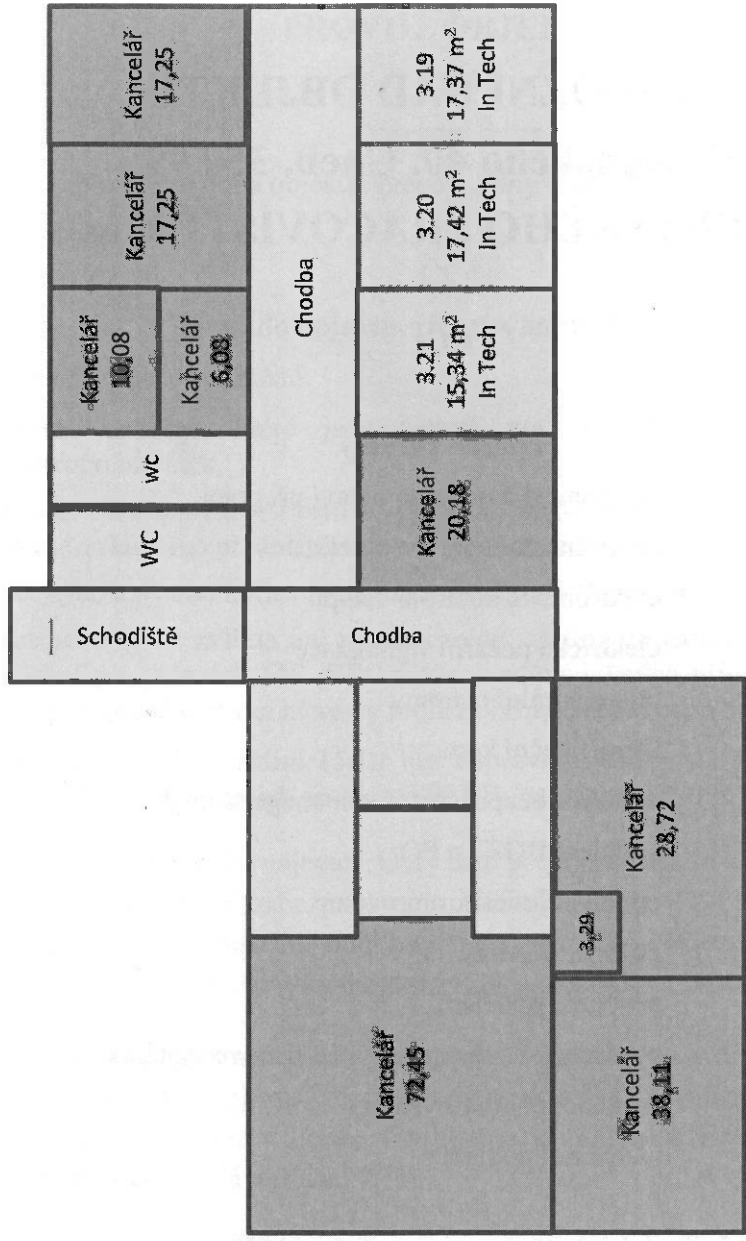 Kancelář
17,25
Kancelář
17,25
Kancelář
10,08
Kancelář
6,08
WC
WC
Schodiště
Chodba
Chodba
3.19
17,37 m²
In Tech
3.20
17,42 m²
In Tech
3.21
15,34 m²
In Tech
Kancelář
20,18
Kancelář
72,45
3,29
Kancelář
28,72
Kancelář
38,11